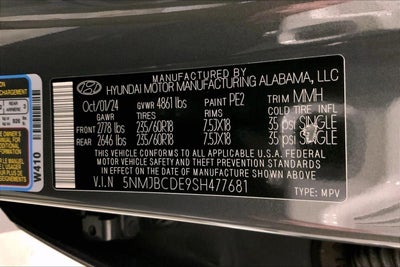 MANUFACTURED BY
HYUNDAI MOTOR MANUFACTURING ALABAMA, LLC
Oct/01/24 GVWR 4861 lbs PAINT PE2 TRIM MMH
COLD TIRE INFL
FRONT 2778 lbs 235/60R18 7.5JX18 35 psi SINGLE
REAR 2646 lbs 235/60R18 7.5JX18 35 psi SINGLE
THIS VEHICLE CONFORMS TO ALL APPLICABLE U.S.A. FEDERAL
MOTOR VEHICLE SAFETY AND THEFT PREVENTION STANDARDS
IN EFFECT ON THE DATE OF MANUFACTURE SHOWN ABOVE
V.I.N 5NMJBCDE9SH477681
TYPE: MPV
W410